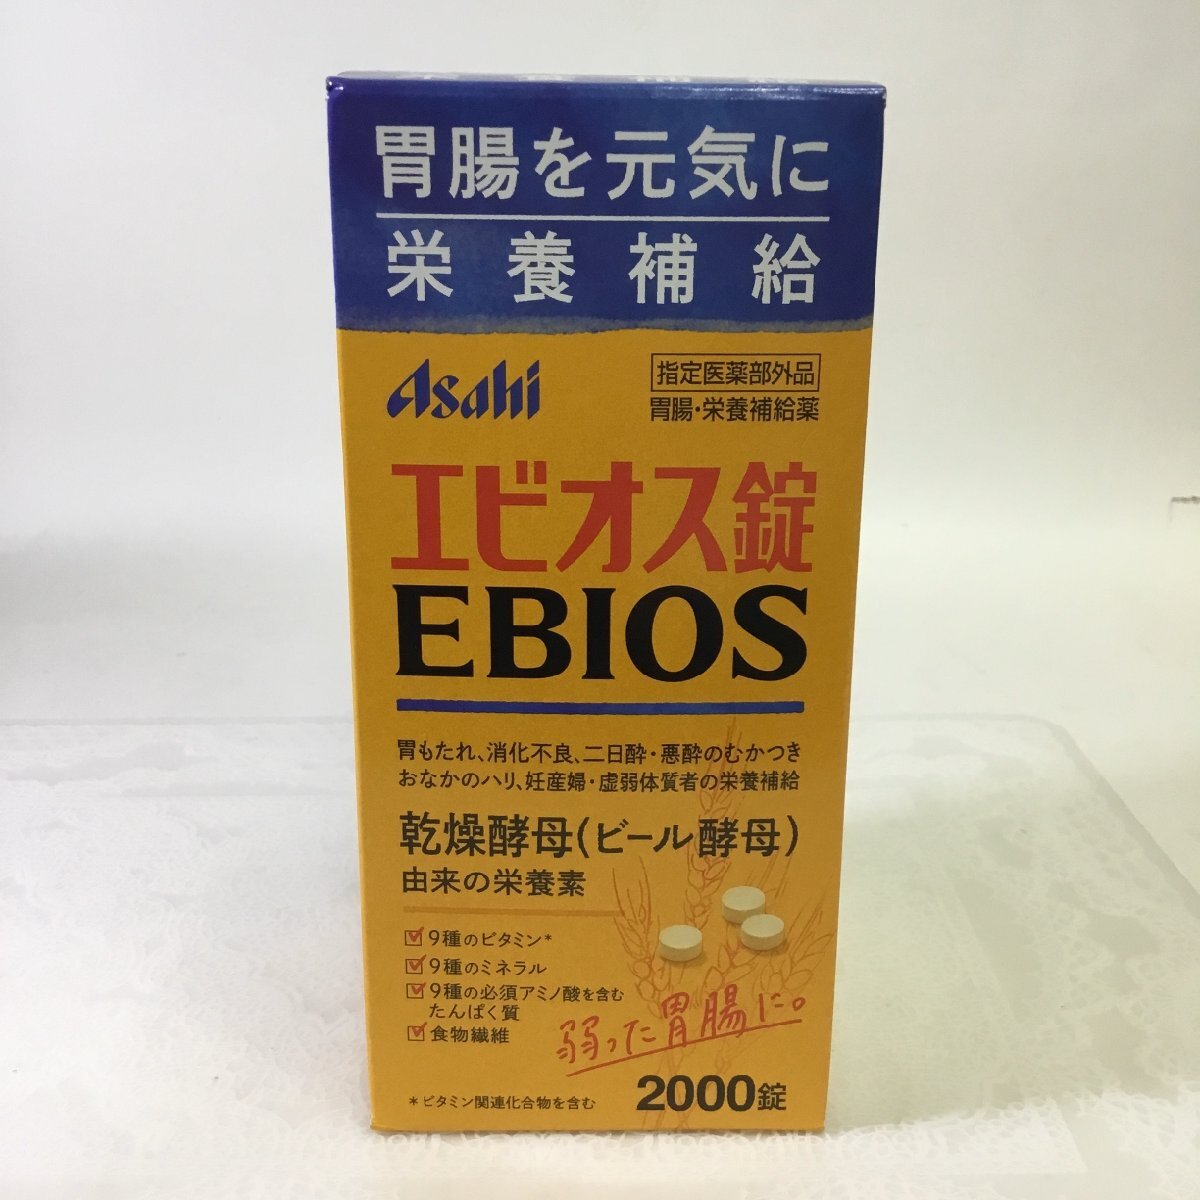 胃腸を元気に
栄養補給
Asahi
指定医薬部外品
胃腸・栄養補給薬
エビオス錠
EBIOS
胃もたれ、消化不良、二日酔・悪酔のむかつき
おなかのハリ、妊産婦・虚弱体質者の栄養補給
乾燥酵母(ビール酵母)
由来の栄養素
9種のビタミン*
9種のミネラル
9種の必須アミノ酸を含む
たんぱく質
食物繊維
弱った胃腸に。
*ビタミン関連化合物を含む
2000錠